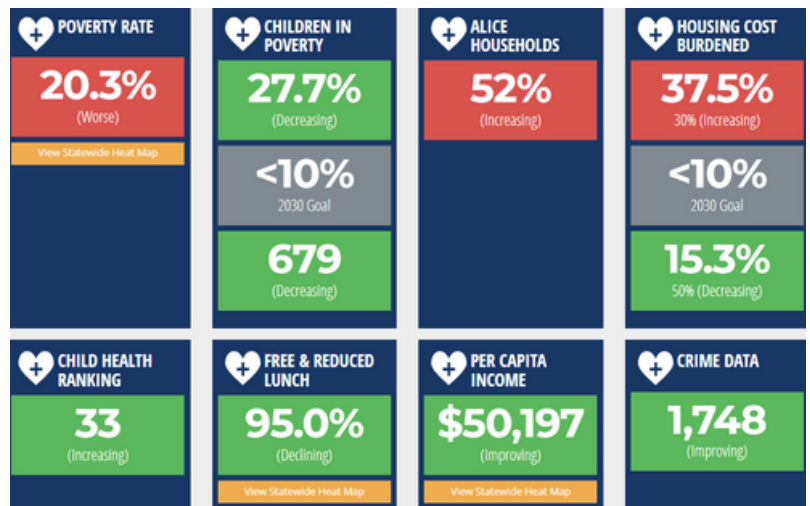 POVERTY RATE
20.3%
(Worse)
View Statewide Heat Map
CHILDREN IN
POVERTY
27.7%
(Decreasing)
<10%
2030 Goal
679
(Decreasing)
ALICE
HOUSEHOLDS
52%
(Increasing)
HOUSING COST
BURDENED
37.5%
30% (Increasing)
<10%
2030 Goal
15.3%
50% (Decreasing)
CHILD HEALTH
RANKING
33
(Increasing)
FREE & REDUCED
LUNCH
95.0%
(Declining)
View Statewide Heat Map
PER CAPITA
INCOME
$50,197
(Improving)
View Statewide Heat Map
CRIME DATA
1,748
(Improving)